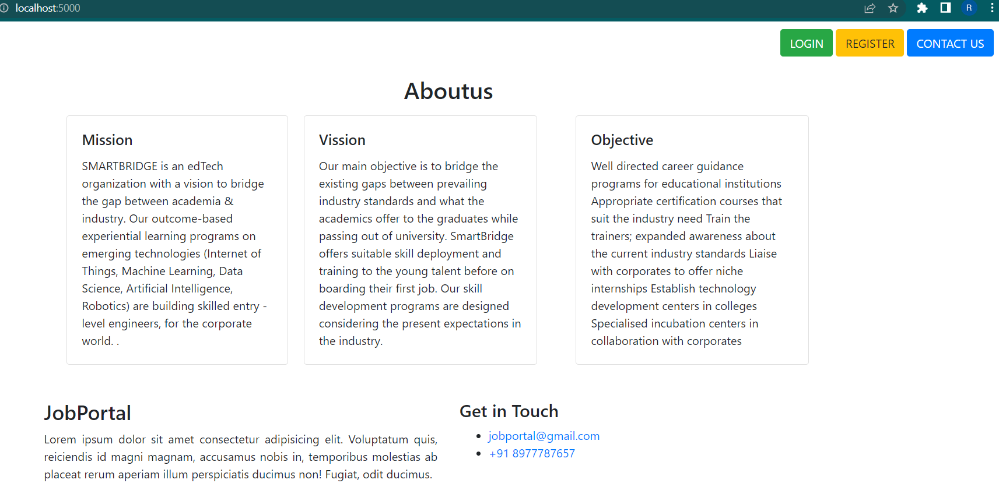 localhost:5000
R
LOGIN REGISTER CONTACT US
Aboutus
Mission
SMARTBRIDGE is an edTech
organization with a vision to bridge
the gap between academia &
industry. Our outcome-based
experiential learning programs on
emerging technologies (Internet of
Things, Machine Learning, Data
Science, Artificial Intelligence,
Robotics) are building skilled entry -
level engineers, for the corporate
world. .
Vission
Our main objective is to bridge the
existing gaps between prevailing
industry standards and what the
academics offer to the graduates while
passing out of university. SmartBridge
offers suitable skill deployment and
training to the young talent before on
boarding their first job. Our skill
development programs are designed
considering the present expectations in
the industry.
Objective
Well directed career guidance
programs for educational institutions
Appropriate certification courses that
suit the industry need Train the
trainers; expanded awareness about
the current industry standards Liaise
with corporates to offer niche
internships Establish technology
development centers in colleges
Specialised incubation centers in
collaboration with corporates
JobPortal
Lorem ipsum dolor sit amet consectetur adipisicing elit. Voluptatum quis,
reiciendis id magni magnam, accusamus nobis in, temporibus molestias ab
placeat rerum aperiam illum perspiciatis ducimus non! Fugiat, odit ducimus.
Get in Touch
jobportal@gmail.com
+91 8977787657